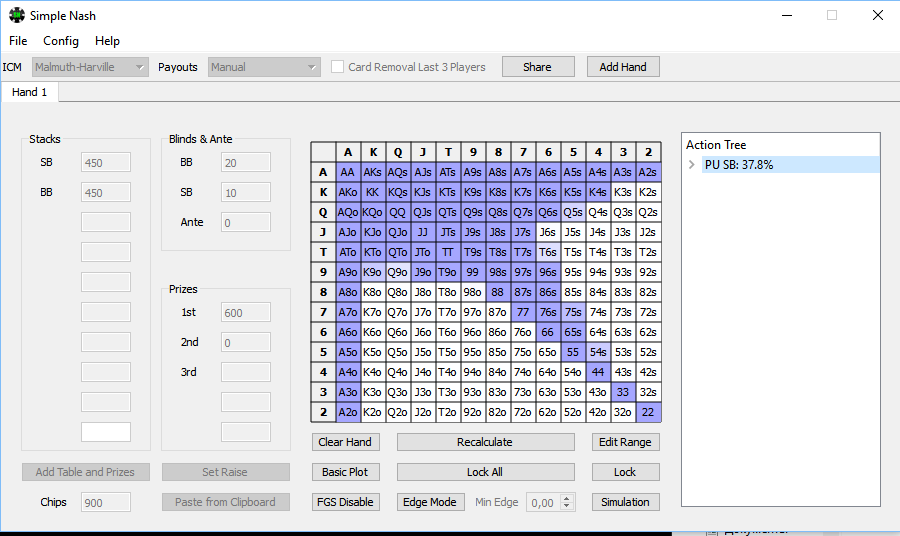 Simple Nash
File Config Help
ICM Malmuth-Harville Payouts Manual Card Removal Last 3 Players Share Add Hand
Hand 1
Stacks
SB 450
BB 450
Blinds & Ante
BB 20
SB 10
Ante 0
Prizes
1st 600
2nd 0
3rd
Add Table and Prizes Set Raise
Chips 900 Paste from Clipboard
A K Q J T 9 8 7 6 5 4 3 2
A AA AKs AQs AJs ATs A9s A8s A7s A6s A5s A4s A3s A2s
K AKo KK KQs KJs KTs K9s K8s K7s K6s K5s K4s K3s K2s
Q AQo KQo QQ QJs QTs Q9s Q8s Q7s Q6s Q5s Q4s Q3s Q2s
J AJo KJo QJo JJ JTs J9s J8s J7s J6s J5s J4s J3s J2s
T ATo KTo QTo JTo TT T9s T8s T7s T6s T5s T4s T3s T2s
9 A9o K9o Q9o J9o T9o 99 98s 97s 96s 95s 94s 93s 92s
8 A8o K8o Q8o J8o T8o 98o 88 87s 86s 85s 84s 83s 82s
7 A7o K7o Q7o J7o T7o 97o 87o 77 76s 75s 74s 73s 72s
6 A6o K6o Q6o J6o T6o 96o 86o 76o 66 65s 64s 63s 62s
5 A5o K5o Q5o J5o T5o 95o 85o 75o 65o 55 54s 53s 52s
4 A4o K4o Q4o J4o T4o 94o 84o 74o 64o 54o 44 43s 42s
3 A3o K3o Q3o J3o T3o 93o 83o 73o 63o 53o 43o 33 32s
2 A2o K2o Q2o J2o T2o 92o 82o 72o 62o 52o 42o 32o 22
Clear Hand Recalculate Edit Range
Basic Plot Lock All Lock
FGS Disable Edge Mode Min Edge 0,00 Simulation
Action Tree
PU SB: 37.8%